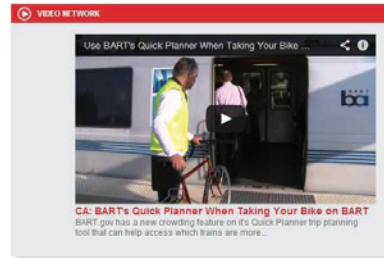 VIDEO NETWORK
Use BART's Quick Planner When Taking Your Bike ...
BART
ba
CA: BART's Quick Planner When Taking Your Bike on BART
BART.gov has a new crowding feature on it's Quick Planner trip planning
tool that can help access which trains are more...